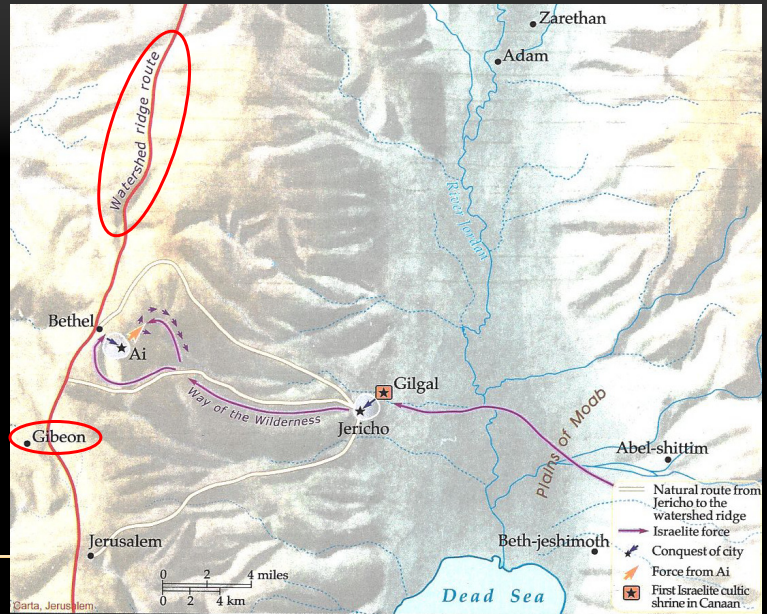 Zarethan
Adam
Watershed ridge route
River Jordan
Bethel
Ai
Gilgal
Way of the Wilderness
Jericho
Plains of Moab
Gibeon
Abel-shittim
Jerusalem
Beth-jeshimoth
Dead Sea
0 2 4 miles
0 2 4 km
Natural route from
Jericho to the
watershed ridge
Israelite force
Conquest of city
Force from Ai
First Israelite cultic
shrine in Canaan
Carta, Jerusalem